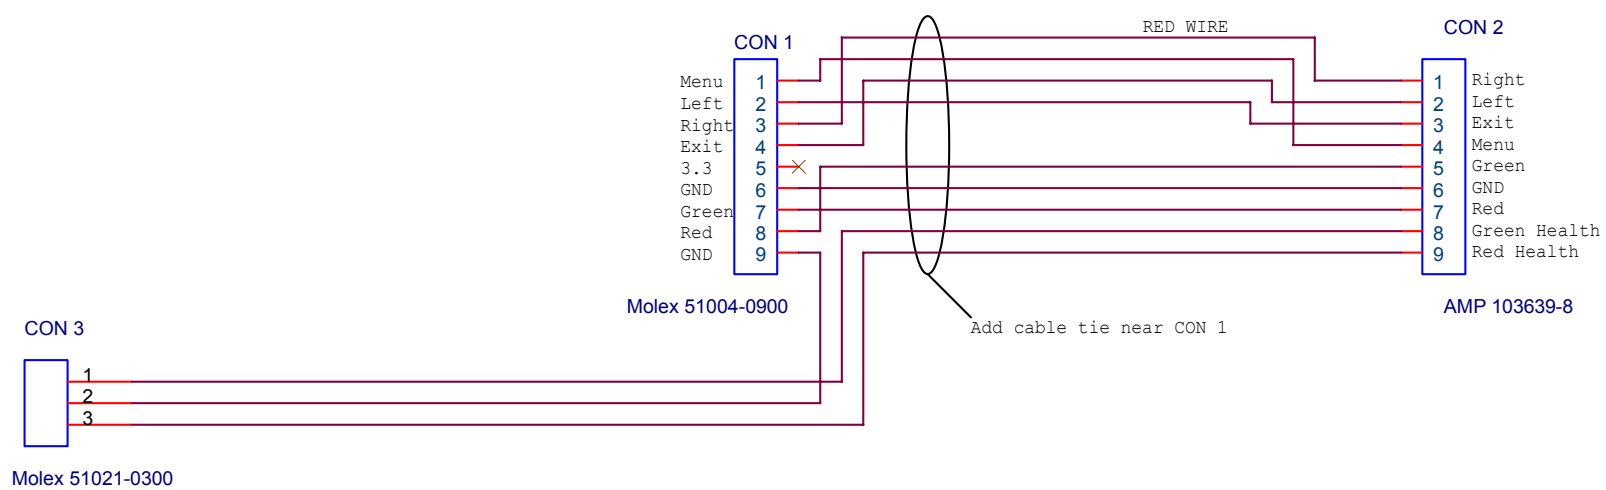 RED WIRE
CON 1
CON 2
Menu 1
Left 2
Right 3
Exit 4
3.3 5
GND 6
Green 7
Red 8
GND 9
1 Right
2 Left
3 Exit
4 Menu
5 Green
6 GND
7 Red
8 Green Health
9 Red Health
Molex 51004-0900
AMP 103639-8
Add cable tie near CON 1
CON 3
1
2
3
Molex 51021-0300